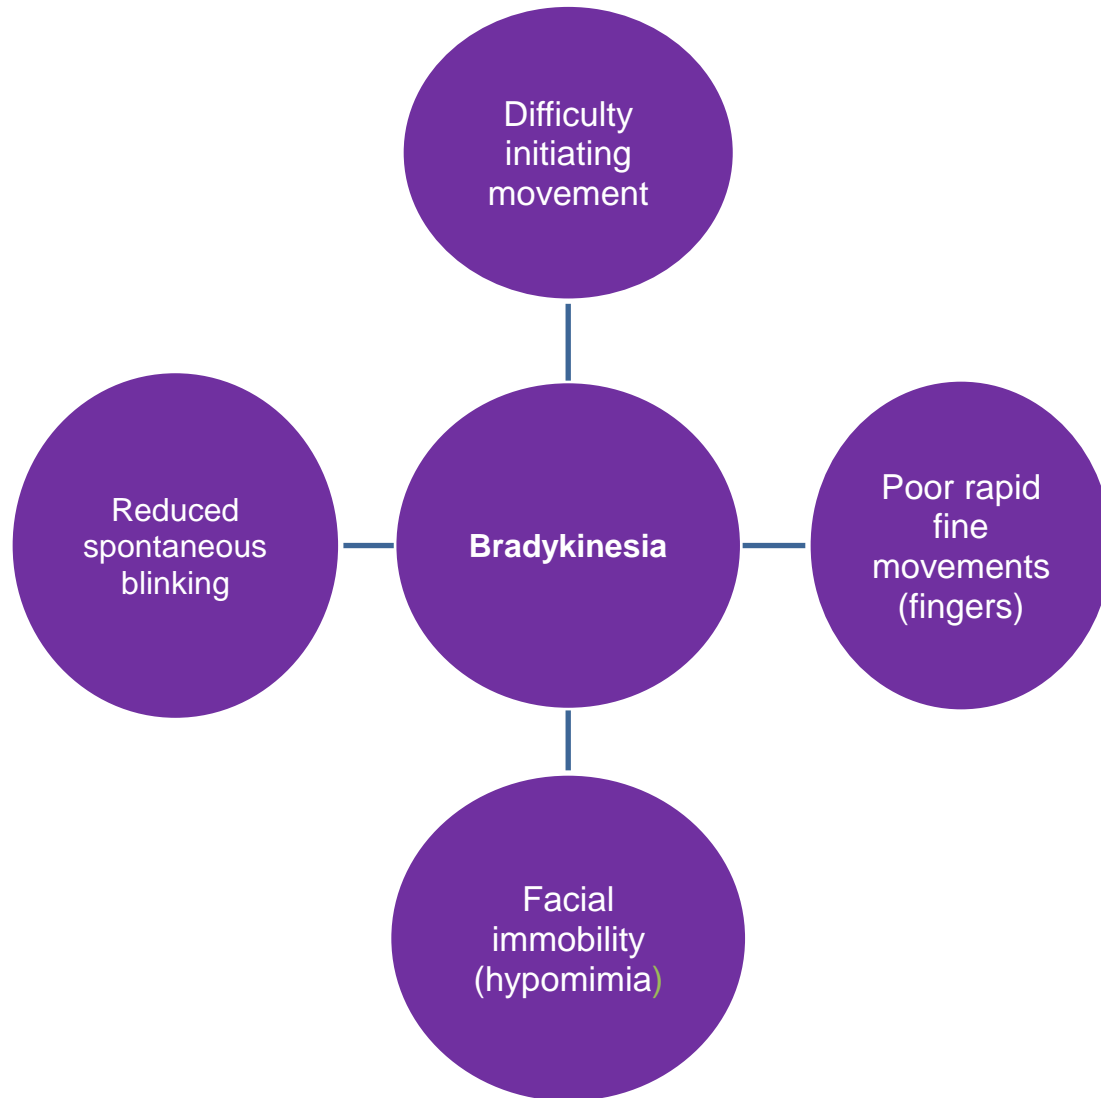 Difficulty
initiating
movement
Reduced
spontaneous
blinking
Bradykinesia
Poor rapid
fine
movements
(fingers)
Facial
immobility
(hypomimia)